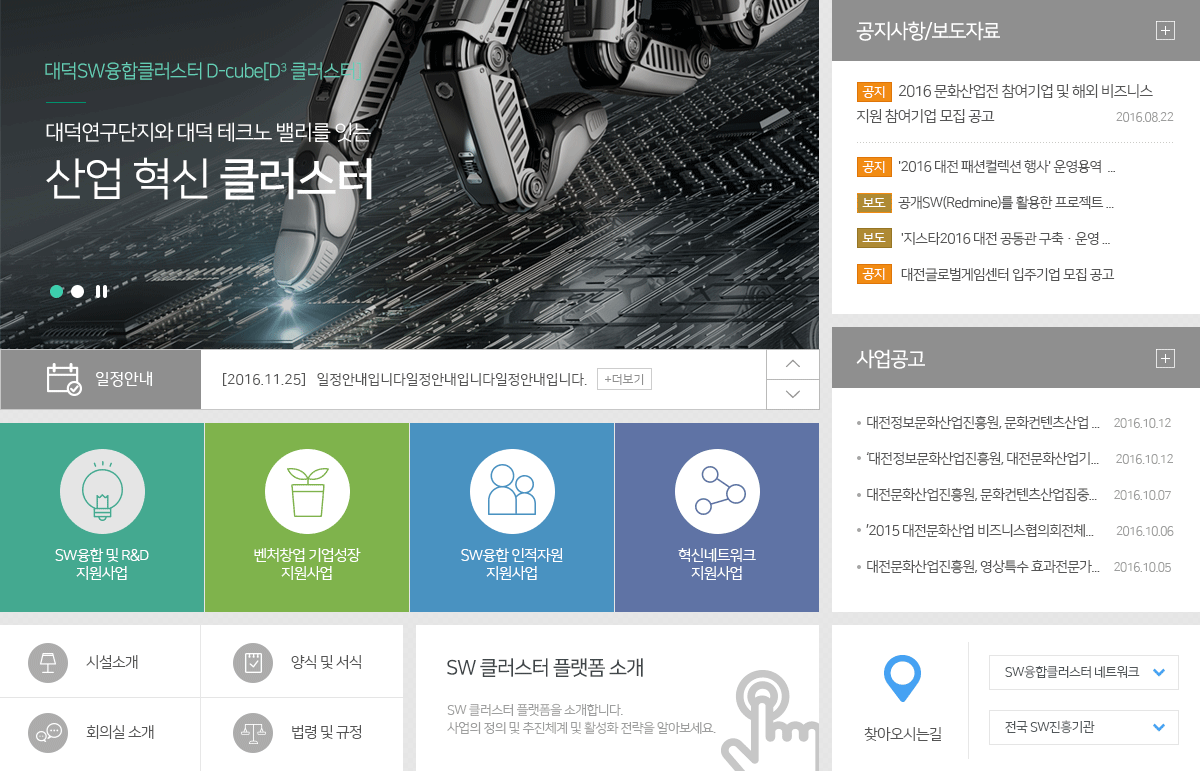 대덕SW융합클러스터 D-cube[D³ 클러스터]
대덕연구단지와 대덕 테크노 밸리를 잇는
산업 혁신 클러스터
일정안내
[2016.11.25] 일정안내입니다일정안내입니다일정안내입니다.
+더보기
SW융합 및 R&D
지원사업
벤처창업 기업성장
지원사업
SW융합 인적자원
지원사업
혁신네트워크
지원사업
시설소개
양식 및 서식
회의실 소개
법령 및 규정
SW 클러스터 플랫폼 소개
SW 클러스터 플랫폼을 소개합니다.
사업의 정의 및 추진체계 및 활성화 전략을 알아보세요.
공지사항/보도자료
공지 2016 문화산업전 참여기업 및 해외 비즈니스
지원 참여기업 모집 공고 2016.08.22
공지 '2016 대전 패션컬렉션 행사' 운영용역 ...
보도 공개SW(Redmine)를 활용한 프로젝트 ...
보도 '지스타2016 대전 공동관 구축 · 운영 ...
공지 대전글로벌게임센터 입주기업 모집 공고
사업공고
대전정보문화산업진흥원, 문화컨텐츠산업 ... 2016.10.12
'대전정보문화산업진흥원, 대전문화산업기... 2016.10.12
대전문화산업진흥원, 문화컨텐츠산업집중... 2016.10.07
'2015 대전문화산업 비즈니스협의회전체... 2016.10.06
대전문화산업진흥원, 영상특수 효과전문가... 2016.10.05
찾아오시는길
SW융합클러스터 네트워크
전국 SW진흥기관